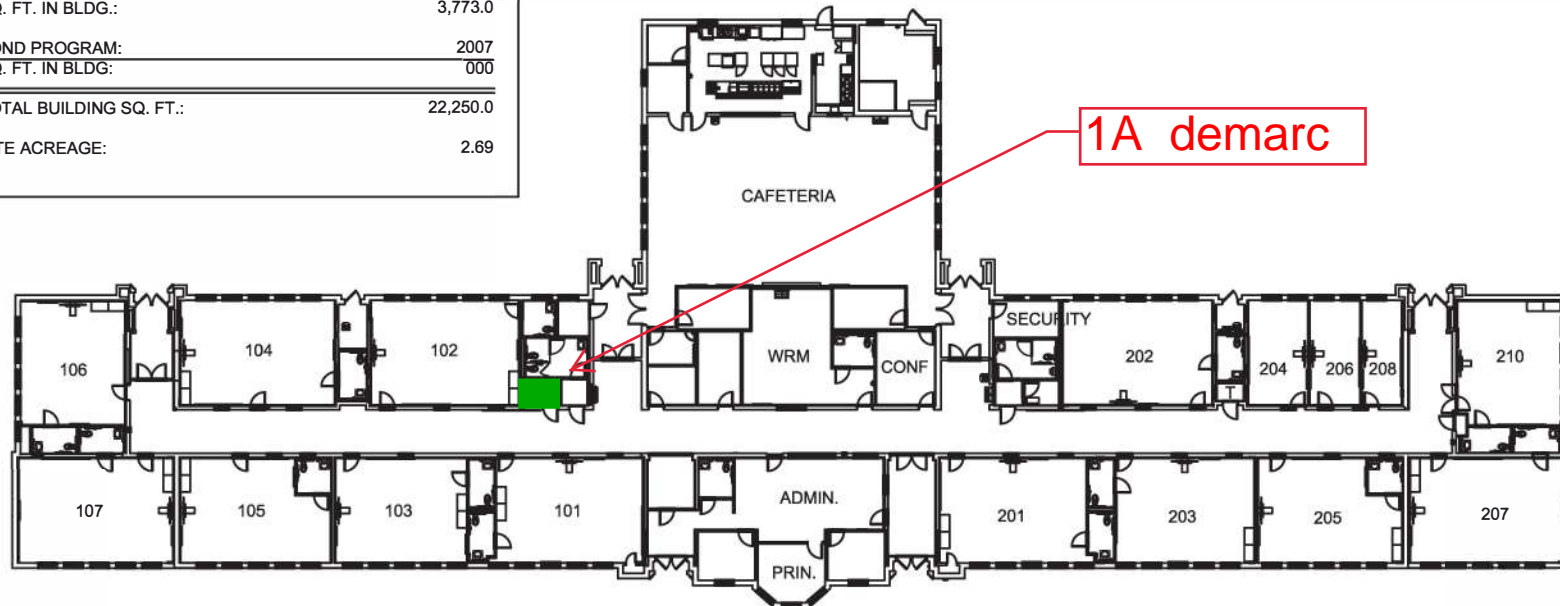 Q. FT. IN BLDG.: 3,773.0
OND PROGRAM: 2007
Q. FT. IN BLDG: 000
OTAL BUILDING SQ. FT.: 22,250.0
TE ACREAGE: 2.69
1A demarc
CAFETERIA
SECURITY
106
104
102
WRM
CONF
202
204
206
208
210
T
107
105
103
101
ADMIN.
PRIN.
201
203
205
207